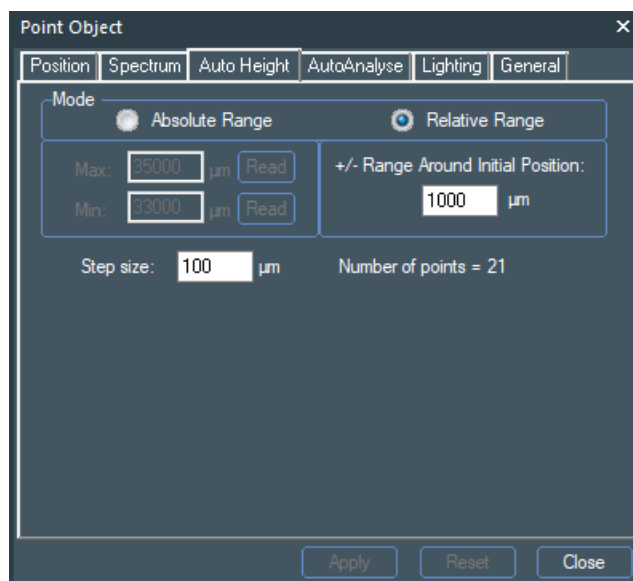 Point Object
Position Spectrum Auto Height AutoAnalyse Lighting General
Mode
Absolute Range Relative Range
Max: 35000 µm Read
+/- Range Around Initial Position:
1000 µm
Min: 33000 µm Read
Step size: 100 µm Number of points = 21
Apply Reset Close